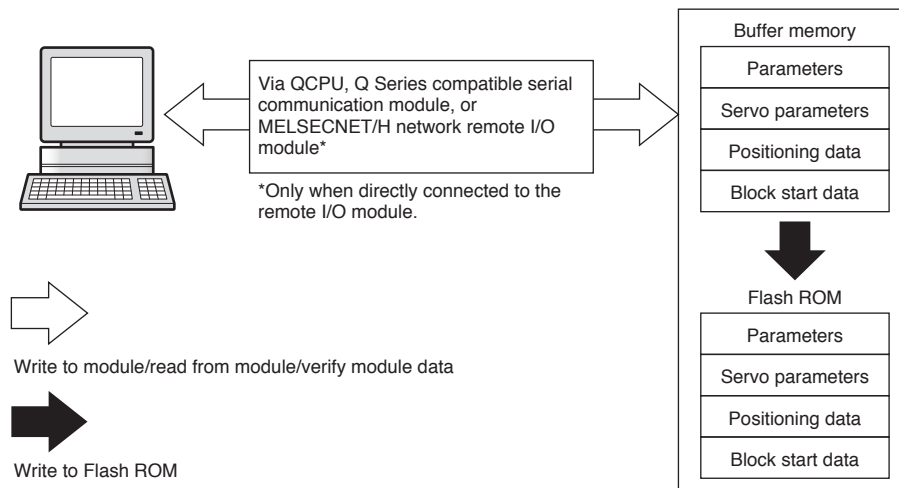 Via QCPU, Q Series compatible serial
communication module, or
MELSECNET/H network remote I/O
module*
*Only when directly connected to the
remote I/O module.
Buffer memory
Parameters
Servo parameters
Positioning data
Block start data
Flash ROM
Parameters
Servo parameters
Positioning data
Block start data
Write to module/read from module/verify module data
Write to Flash ROM